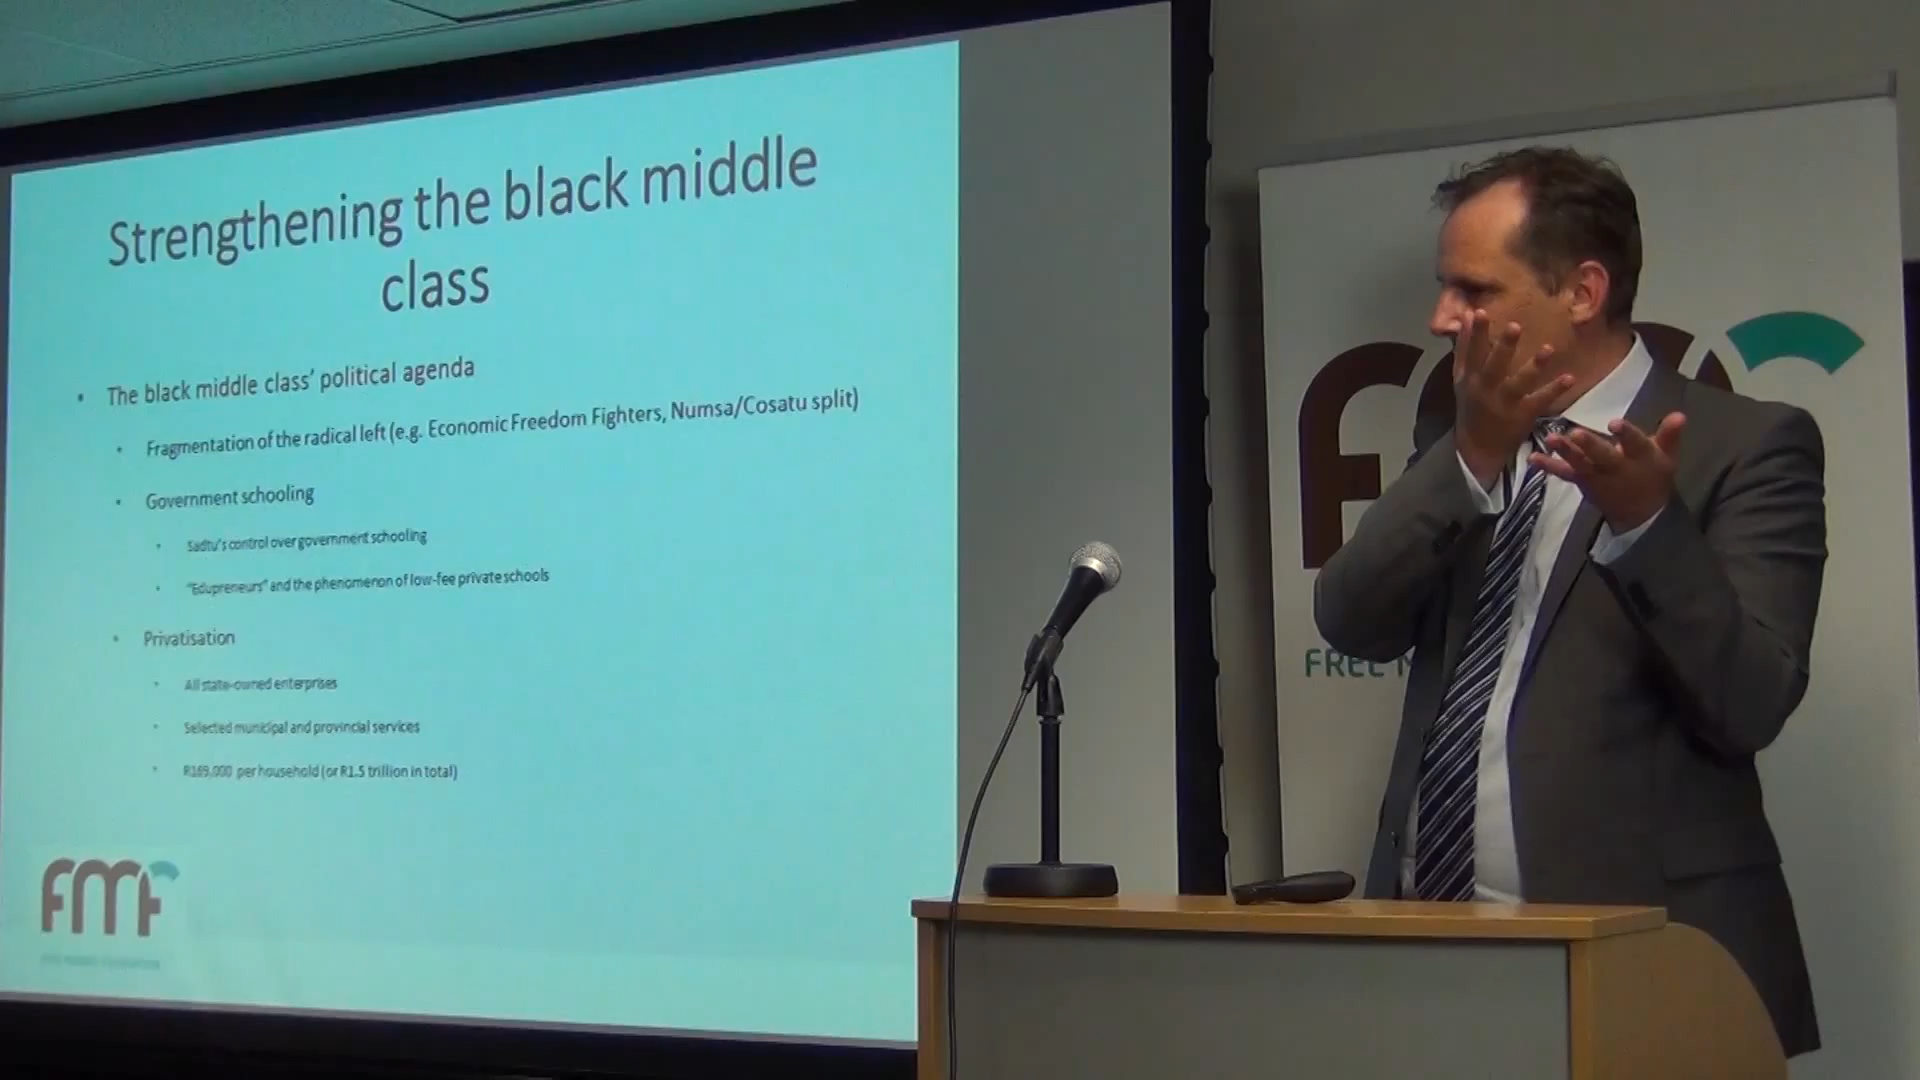 Strengthening the black middle
class
• The black middle class' political agenda
• Fragmentation of the radical left (e.g. Economic Freedom Fighters, Numsa/Cosatu split)
• Government schooling
• Sadtu's control over government schooling
• "Edupreneurs" and the phenomenon of low-fee private schools
• Privatisation
• All state-owned enterprises
• Selected municipal and provincial services
• R169,000 per household (or R1.5 trillion in total)
FMF
FREE M